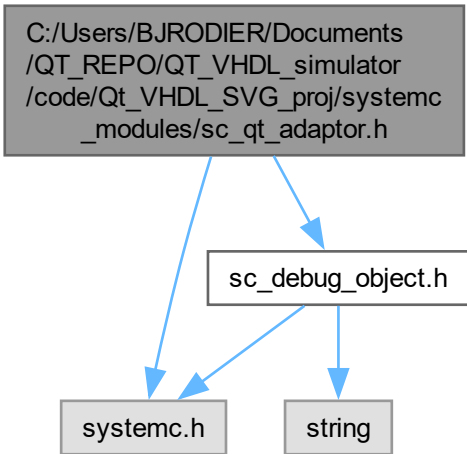 C:/Users/BJRODIER/Documents
/QT_REPO/QT_VHDL_simulator
/code/Qt_VHDL_SVG_proj/systemc
_modules/sc_qt_adaptor.h
sc_debug_object.h
systemc.h
string